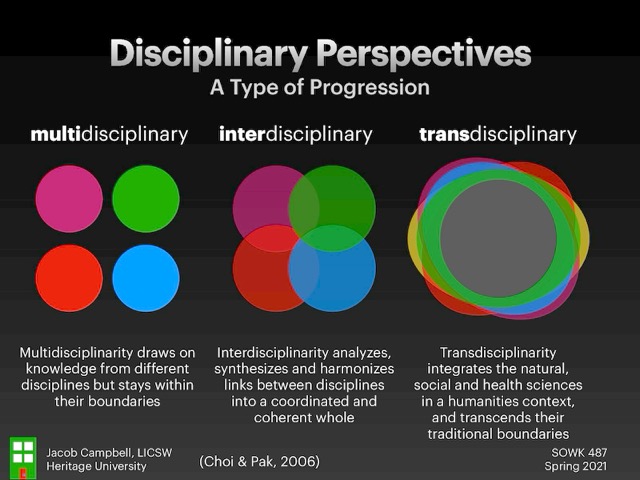 Disciplinary Perspectives
A Type of Progression
multidisciplinary
interdisciplinary
transdisciplinary
Multidisciplinarity draws on
knowledge from different
disciplines but stays within
their boundaries
Interdisciplinarity analyzes,
synthesizes and harmonizes
links between disciplines
into a coordinated and
coherent whole
Transdisciplinarity
integrates the natural,
social and health sciences
in a humanities context,
and transcends their
traditional boundaries
Jacob Campbell, LICSW
Heritage University
(Choi & Pak, 2006)
SOWK 487
Spring 2021